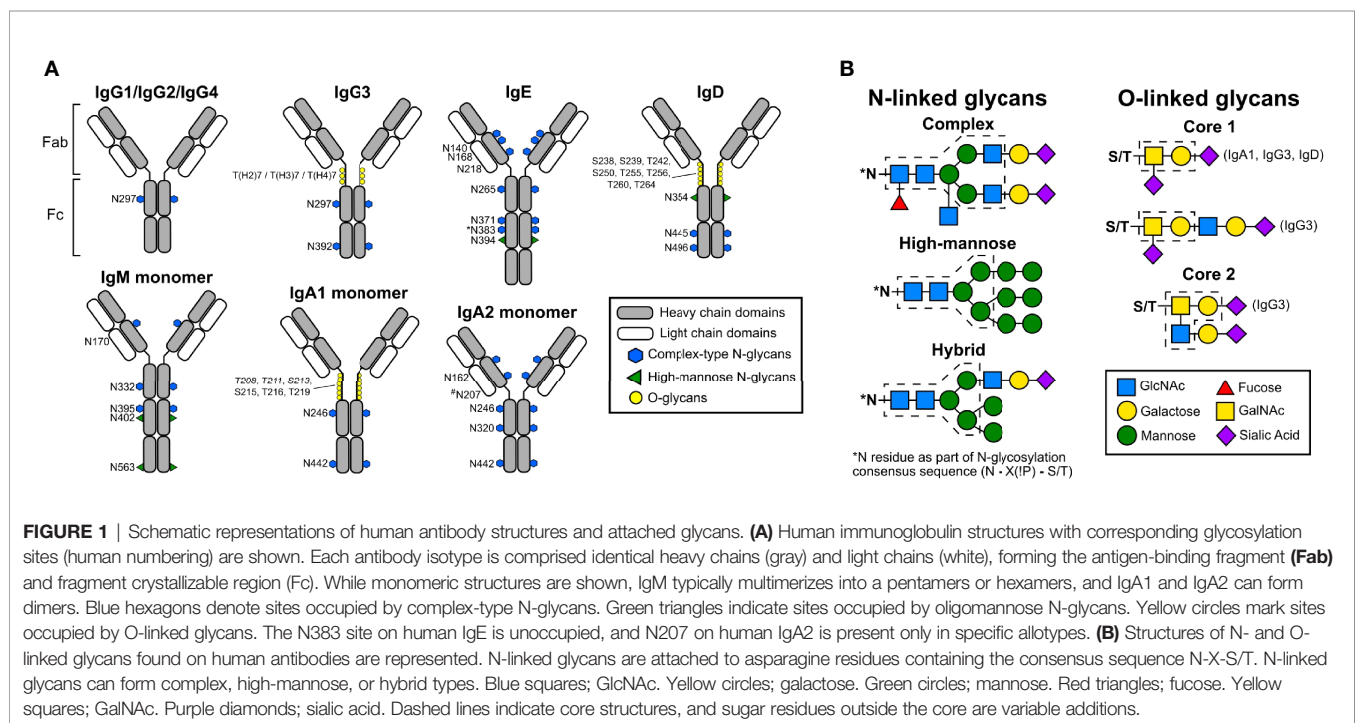 A
IgG1/IgG2/IgG4
IgG3
IgE
IgD
Fab
Fc
N297
T(H2)7 / T(H3)7 / T(H4)7
N297
N392
N140
N168
N218
N265
N371
*N383
N394
S238, S239, T242,
S250, T255, T256,
T260, T264
N354
N445
N496
IgM monomer
IgA1 monomer
IgA2 monomer
N170
N332
N395
N402
N563
T208, T211, S213,
S215, T216, T219
N246
N442
N162
#N207
N246
N320
N442
Heavy chain domains
Light chain domains
Complex-type N-glycans
High-mannose N-glycans
O-glycans
B
N-linked glycans
Complex
*N
High-mannose
*N
Hybrid
*N
*N residue as part of N-glycosylation
consensus sequence (N - X(!P) - S/T)
O-linked glycans
Core 1
S/T
(IgA1, IgG3, IgD)
S/T
(IgG3)
Core 2
S/T
(IgG3)
GlcNAc
Fucose
Galactose
GalNAc
Mannose
Sialic Acid
FIGURE 1 | Schematic representations of human antibody structures and attached glycans. (A) Human immunoglobulin structures with corresponding glycosylation
sites (human numbering) are shown. Each antibody isotype is comprised identical heavy chains (gray) and light chains (white), forming the antigen-binding fragment (Fab)
and fragment crystallizable region (Fc). While monomeric structures are shown, IgM typically multimerizes into a pentamers or hexamers, and IgA1 and IgA2 can form
dimers. Blue hexagons denote sites occupied by complex-type N-glycans. Green triangles indicate sites occupied by oligomannose N-glycans. Yellow circles mark sites
occupied by O-linked glycans. The N383 site on human IgE is unoccupied, and N207 on human IgA2 is present only in specific allotypes. (B) Structures of N- and O-
linked glycans found on human antibodies are represented. N-linked glycans are attached to asparagine residues containing the consensus sequence N-X-S/T. N-linked
glycans can form complex, high-mannose, or hybrid types. Blue squares; GlcNAc. Yellow circles; galactose. Green circles; mannose. Red triangles; fucose. Yellow
squares; GalNAc. Purple diamonds; sialic acid. Dashed lines indicate core structures, and sugar residues outside the core are variable additions.